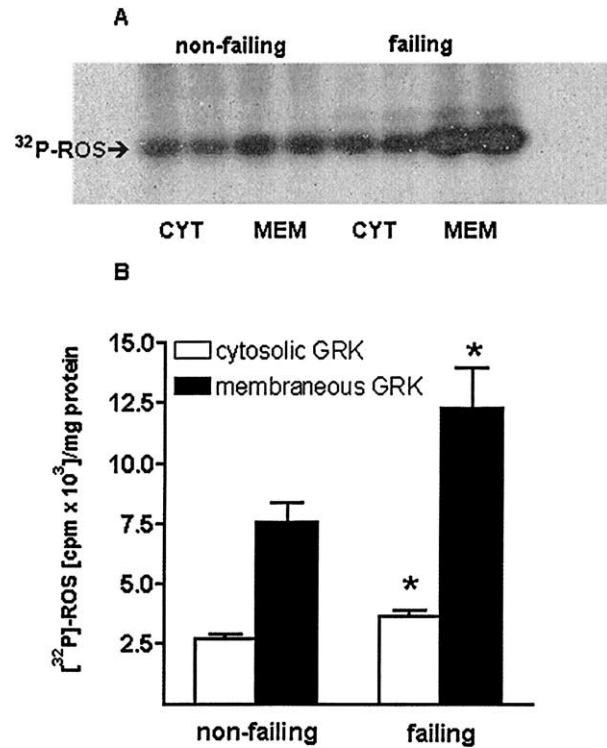 A
non-failing failing
³²P-ROS→
CYT MEM CYT MEM
B
[³²P]-ROS [cpm x 10³]/mg protein
15.0
12.5
10.0
7.5
5.0
2.5
cytosolic GRK
membraneous GRK
*
*
non-failing failing